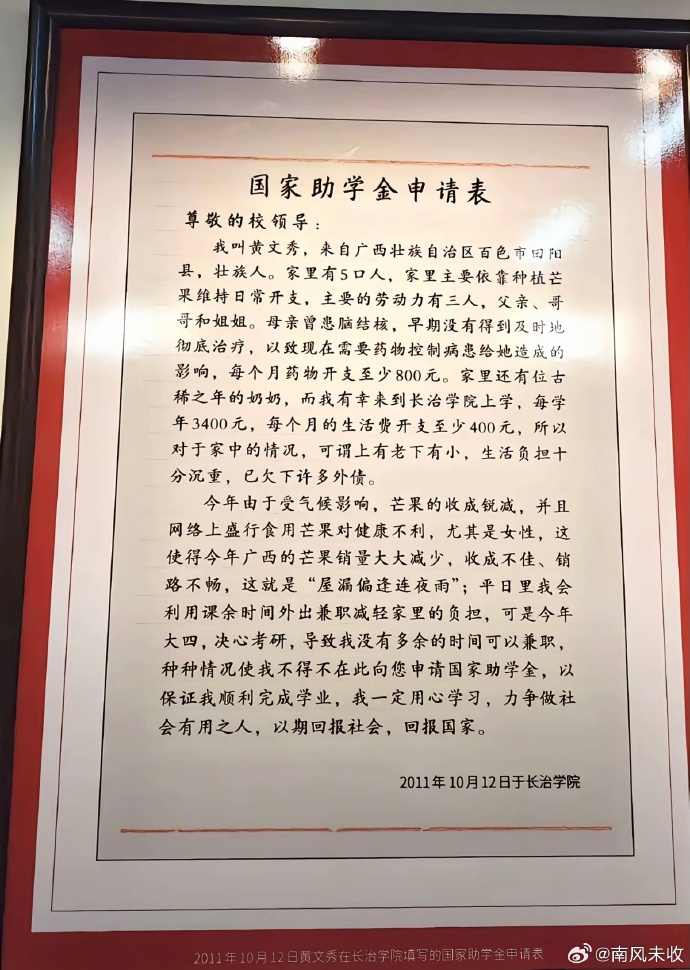 国家助学金申请表
尊敬的校领导：
我叫黄文秀，来自广西壮族自治区百色市田阳
县，壮族人。家里有5口人，家里主要依靠种植芒
果维持日常开支，主要的劳动力有三人，父亲、哥
哥和姐姐。母亲曾患脑结核，早期没有得到及时地
彻底治疗，以致现在需要药物控制病患给她造成的
影响，每个月药物开支至少800元。家里还有位古
稀之年的奶奶，而我有幸来到长治学院上学，每学
年3400元，每个月的生活费开支至少400元，所以
对于家中的情况，可谓上有老下有小，生活负担十
分沉重，已欠下许多外债。
今年由于受气候影响，芒果的收成锐减，并且
网络上盛行食用芒果对健康不利，尤其是女性，这
使得今年广西的芒果销量大大减少，收成不佳、销
路不畅，这就是“屋漏偏逢连夜雨”；平日里我会
利用课余时间外出兼职减轻家里的负担，可是今年
大四，决心考研，导致我没有多余的时间可以兼职，
种种情况使我不得不在此向您申请国家助学金，以
保证我顺利完成学业，我一定用心学习，力争做社
会有用之人，以期回报社会，回报国家。
2011年10月12日于长治学院
2011年10月12日黄文秀在长治学院填写的国家助学金申请表
@南风未收